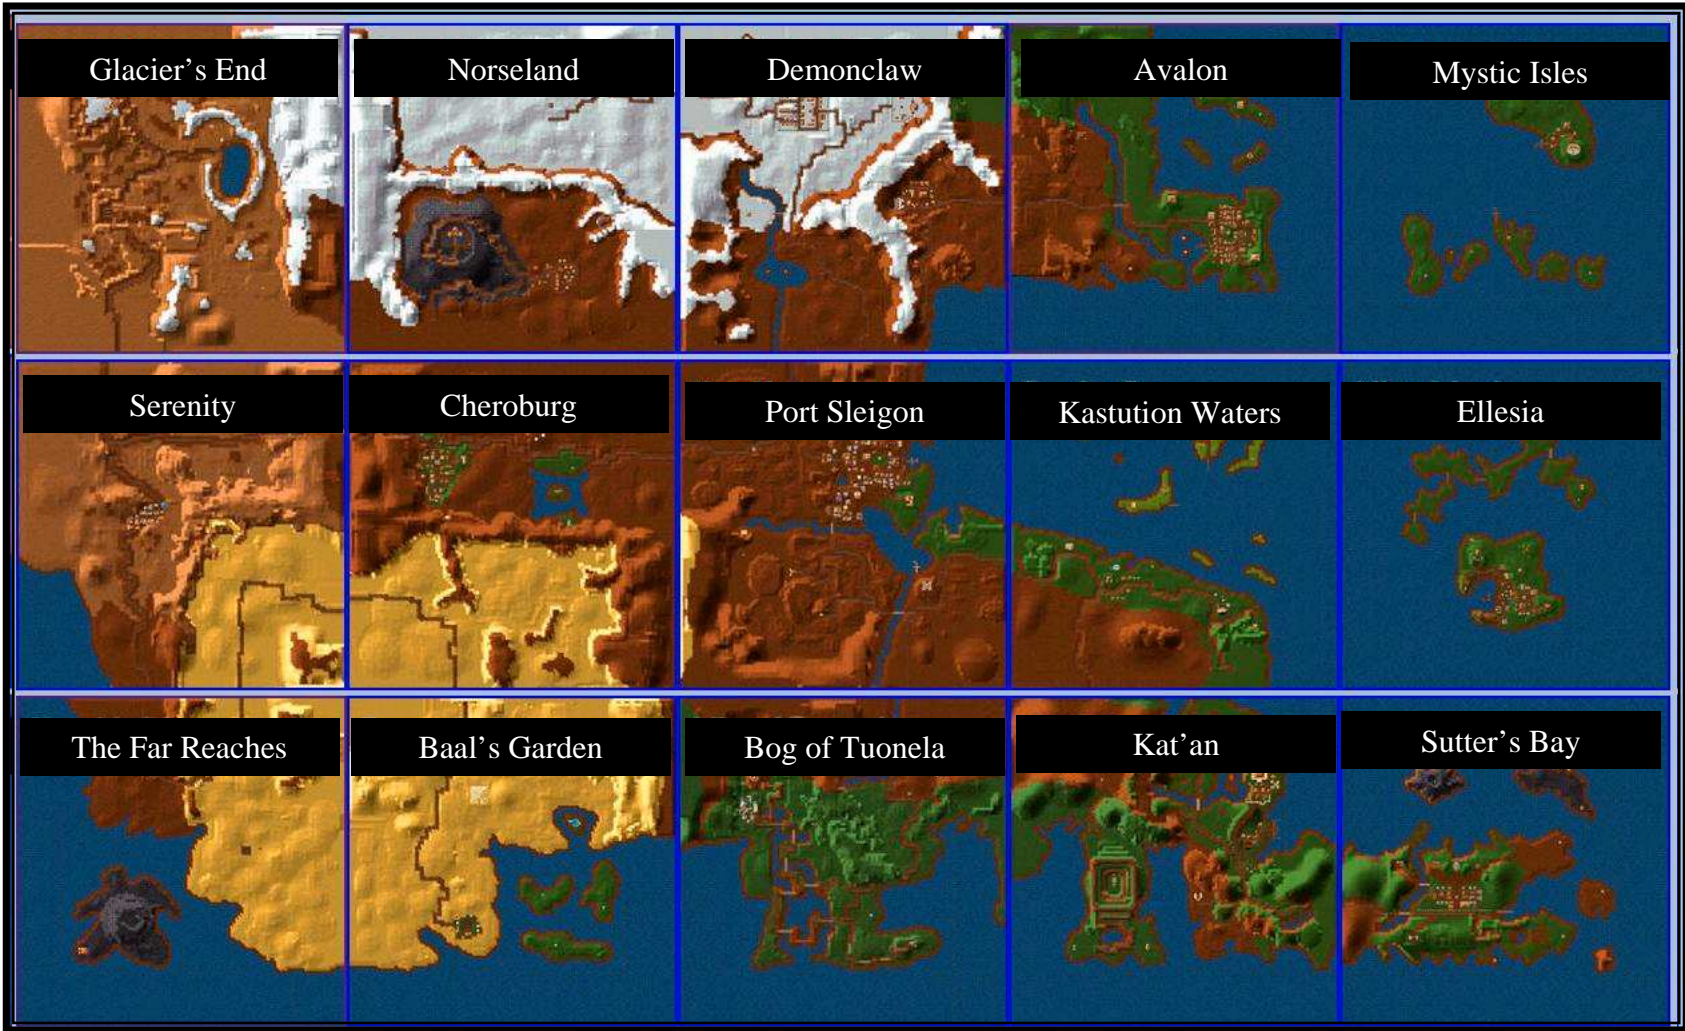 Glacier’s End
Norseland
Demonclaw
Avalon
Mystic Isles
Serenity
Cheroburg
Port Sleigon
Kastution Waters
Ellesia
The Far Reaches
Baal’s Garden
Bog of Tuonela
Kat’an
Sutter’s Bay